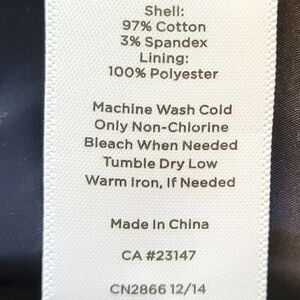 Shell:
97% Cotton
3% Spandex
Lining:
100% Polyester
Machine Wash Cold
Only Non-Chlorine
Bleach When Needed
Tumble Dry Low
Warm Iron, If Needed
Made In China
CA #23147
CN2866 12/14